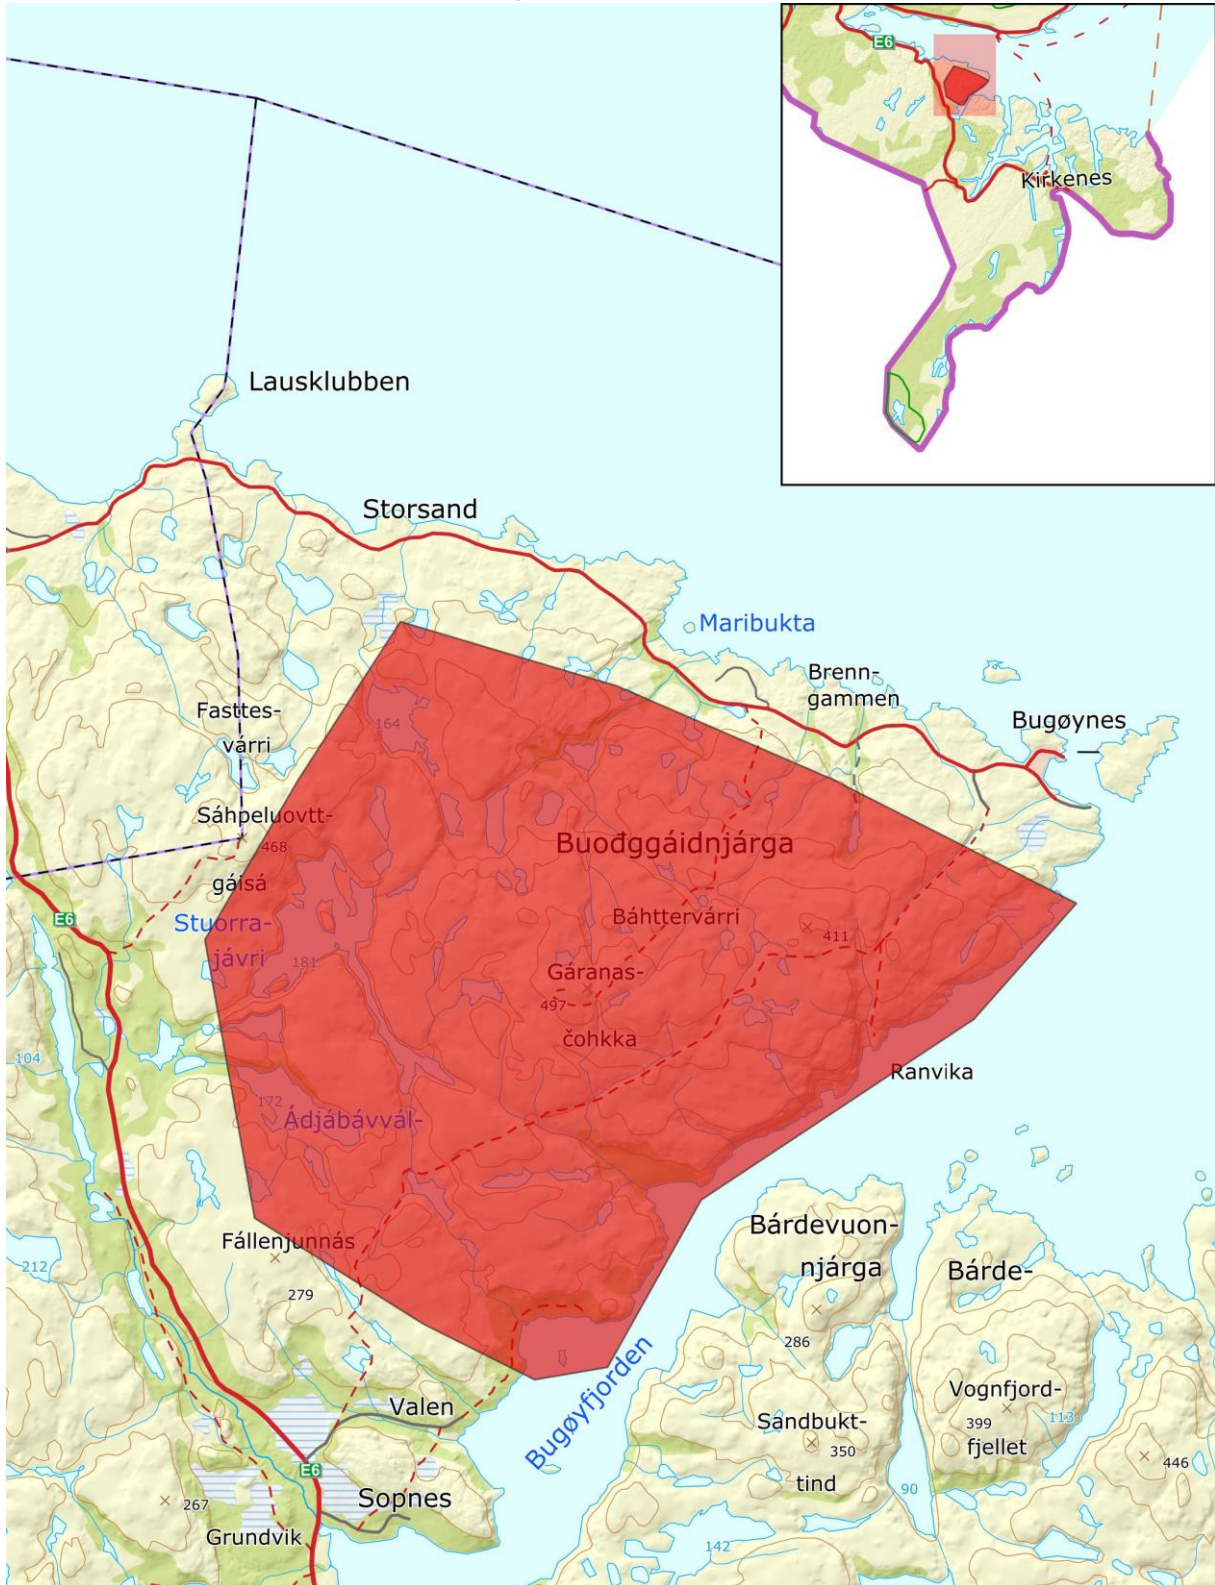 E6
Kirkenes
Lausklubben
Storsand
Maribukta
Brenn-
gammen
Bugøynes
164
Fasttes-
várri
Sáhpeluovtt-
468
gáisá
Buođggáidnjárga
E6
Stuorra-
jávri
181
Báhttervárri
411
Gáranas-
497
čohkka
104
Ranvika
172
Ádjábávvál-
Fállenjunnás
279
212
Bárdevuon-
njárga
286
Bárde-
Bugøyfjorden
Valen
Vognfjord-
399
113
fjellet
Sandbukt-
350
tind
446
E6
267
Sopnes
90
Grundvik
142